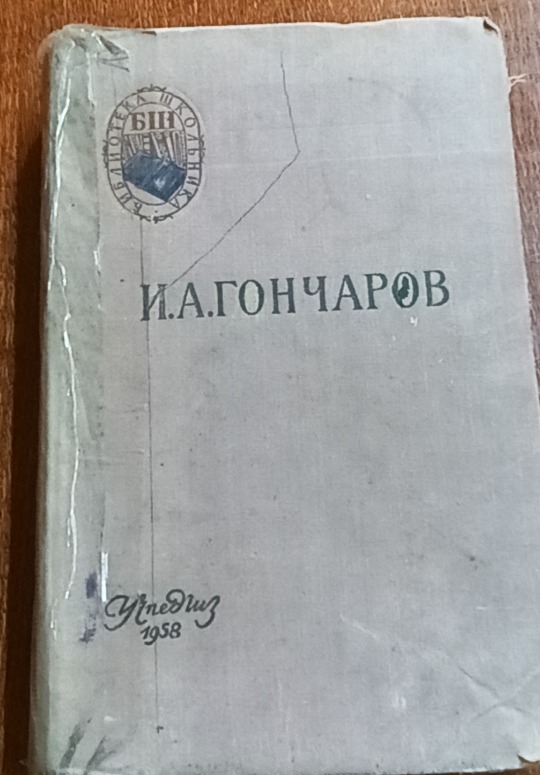 БИБЛИОТЕКА ШКОЛЬНИКА
БШ
И.А.ГОНЧАРОВ
Учпедгиз
1958